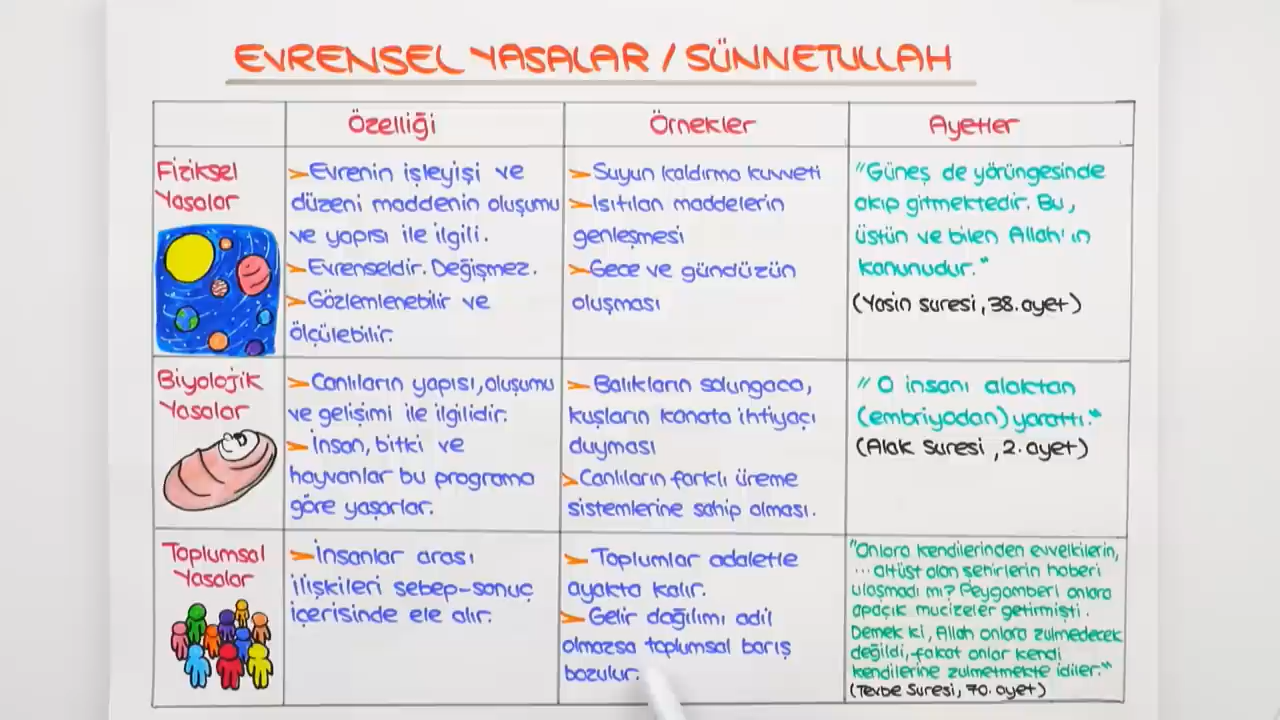 EVRENSEL YASALAR / SÜNNETULLAH
Özelliği
Örnekler
Ayetler
Fiziksel
Yasalar
➢Evrenin işleyişi ve
düzeni maddenin oluşumu
ve yapısı ile ilgili.
➢Evrenseldir. Değişmez.
➢Gözlemlenebilir ve
ölçülebilir.
➢Suyun kaldırma kuvveti
➢Isıtılan maddelerin
genleşmesi
➢Gece ve gündüzün
oluşması
"Güneş de yörüngesinde
akıp gitmektedir. Bu,
üstün ve bilen Allah'ın
kanunudur."
(Yasin suresi, 38. ayet)
Biyolojik
Yasalar
➢Canlıların yapısı, oluşumu
ve gelişimi ile ilgilidir.
➢İnsan, bitki ve
hayvanlar bu programa
göre yaşarlar.
➢Balıkların solungaca,
kuşların kanata ihtiyaçı
duyması
➢Canlıların farklı üreme
sistemlerine sahip olması.
"O insanı alaktan
(embriyodan) yarattı."
(Alak Suresi, 2. ayet)
Toplumsal
Yasalar
➢İnsanlar arası
ilişkileri sebep-sonuç
içerisinde ele alır.
➢Toplumlar adaletle
ayakta kalır.
➢Gelir dağılımı adil
olmazsa toplumsal barış
bozulur.
"Onlara kendilerinden evvelkilerin,
... altüst olan şehirlerin haberi
ulaşmadı mı? Peygamberi onlara
apaçık mucizeler getirmişti.
Demek ki, Allah onlara zulmedecek
değildi, fakat onlar kendi
kendilerine zulmetmekte idiler."
(Tevbe Suresi, 70. ayet)